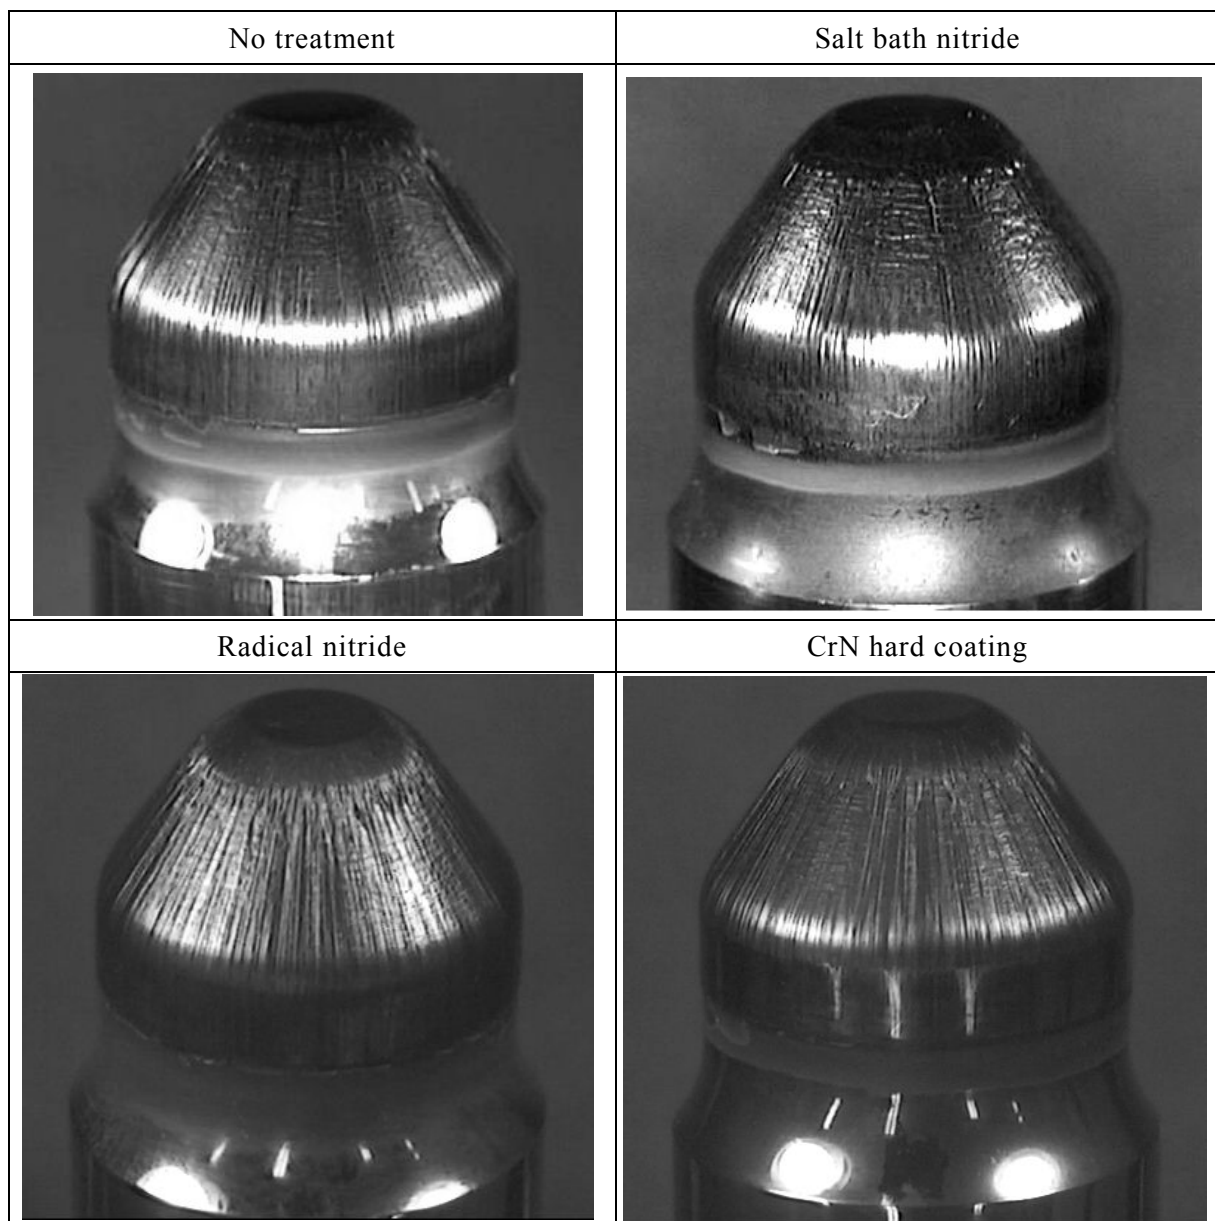 No treatment
Salt bath nitride
Radical nitride
CrN hard coating